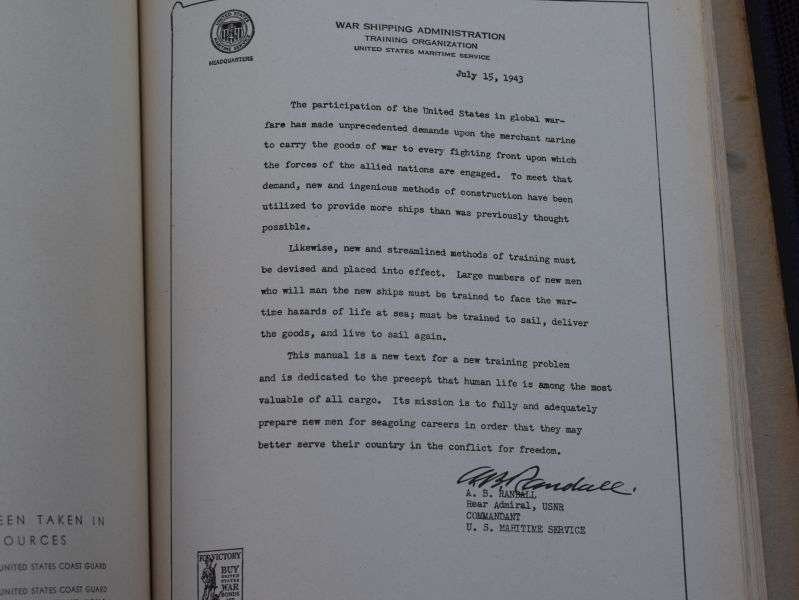 WAR SHIPPING ADMINISTRATION
TRAINING ORGANIZATION
UNITED STATES MARITIME SERVICE
HEADQUARTERS
July 15, 1943
The participation of the United States in global war-
fare has made unprecedented demands upon the merchant marine
to carry the goods of war to every fighting front upon which
the forces of the allied nations are engaged. To meet that
demand, new and ingenious methods of construction have been
utilized to provide more ships than was previously thought
possible.
Likewise, new and streamlined methods of training must
be devised and placed into effect. Large numbers of new men
who will man the new ships must be trained to face the war-
time hazards of life at sea; must be trained to sail, deliver
the goods, and live to sail again.
This manual is a new text for a new training problem
and is dedicated to the precept that human life is among the most
valuable of all cargo. Its mission is to fully and adequately
prepare new men for seagoing careers in order that they may
better serve their country in the conflict for freedom.
A.B. Randall.
A. B. RANDALL
Rear Admiral, USNR
COMMANDANT
U. S. MARITIME SERVICE
FOR VICTORY
BUY
UNITED
STATES
WAR
BONDS
EEN TAKEN IN
OURCES
UNITED STATES COAST GUARD
UNITED STATES COAST GUARD